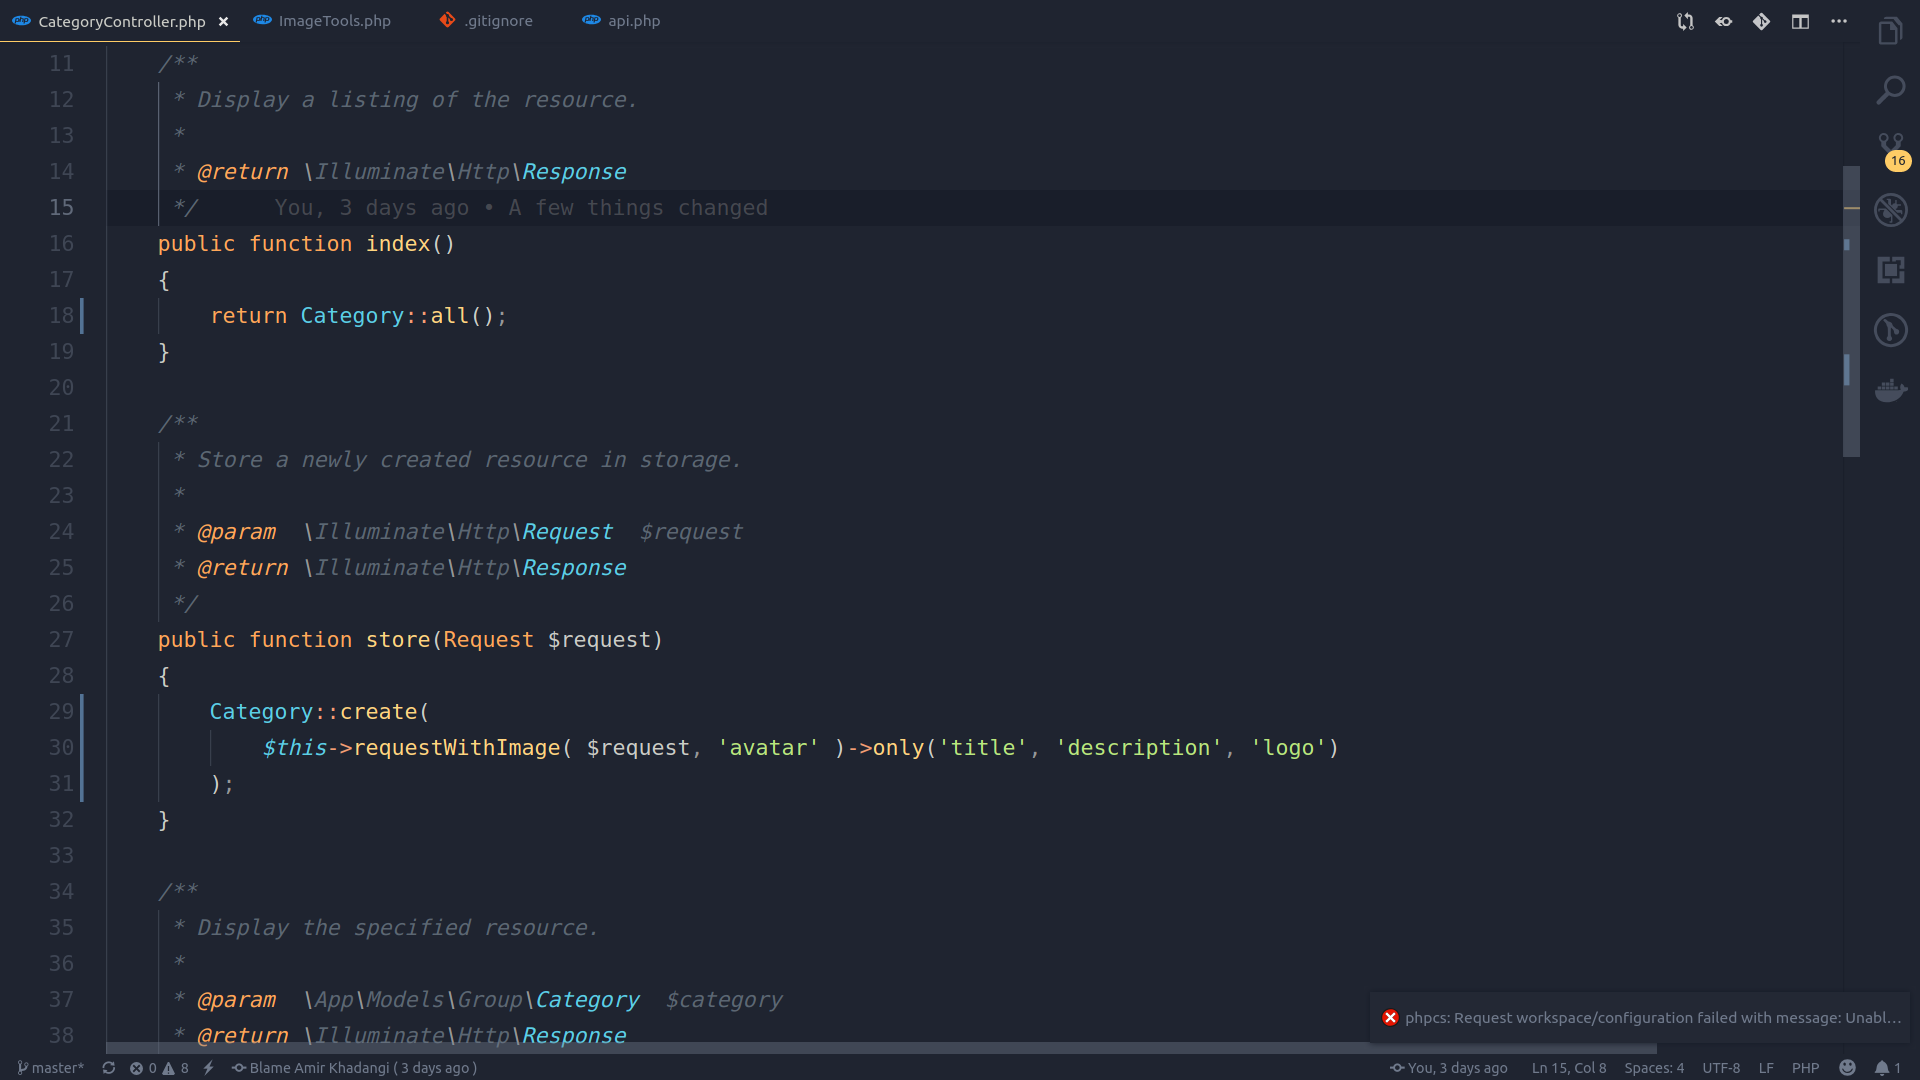 CategoryController.php × ImageTools.php .gitignore api.php
11 /**
12 * Display a listing of the resource.
13 *
14 * @return \Illuminate\Http\Response
15 */ You, 3 days ago • A few things changed
16 public function index()
17 {
18 return Category::all();
19 }
20
21 /**
22 * Store a newly created resource in storage.
23 *
24 * @param  \Illuminate\Http\Request  $request
25 * @return \Illuminate\Http\Response
26 */
27 public function store(Request $request)
28 {
29 Category::create(
30 $this->requestWithImage( $request, 'avatar' )->only('title', 'description', 'logo')
31 );
32 }
33
34 /**
35 * Display the specified resource.
36 *
37 * @param  \App\Models\Group\Category  $category
38 * @return \Illuminate\Http\Response
16
phpcs: Request workspace/configuration failed with message: Unabl...
master* 0 8 Blame Amir Khadangi ( 3 days ago ) You, 3 days ago Ln 15, Col 8 Spaces: 4 UTF-8 LF PHP 1